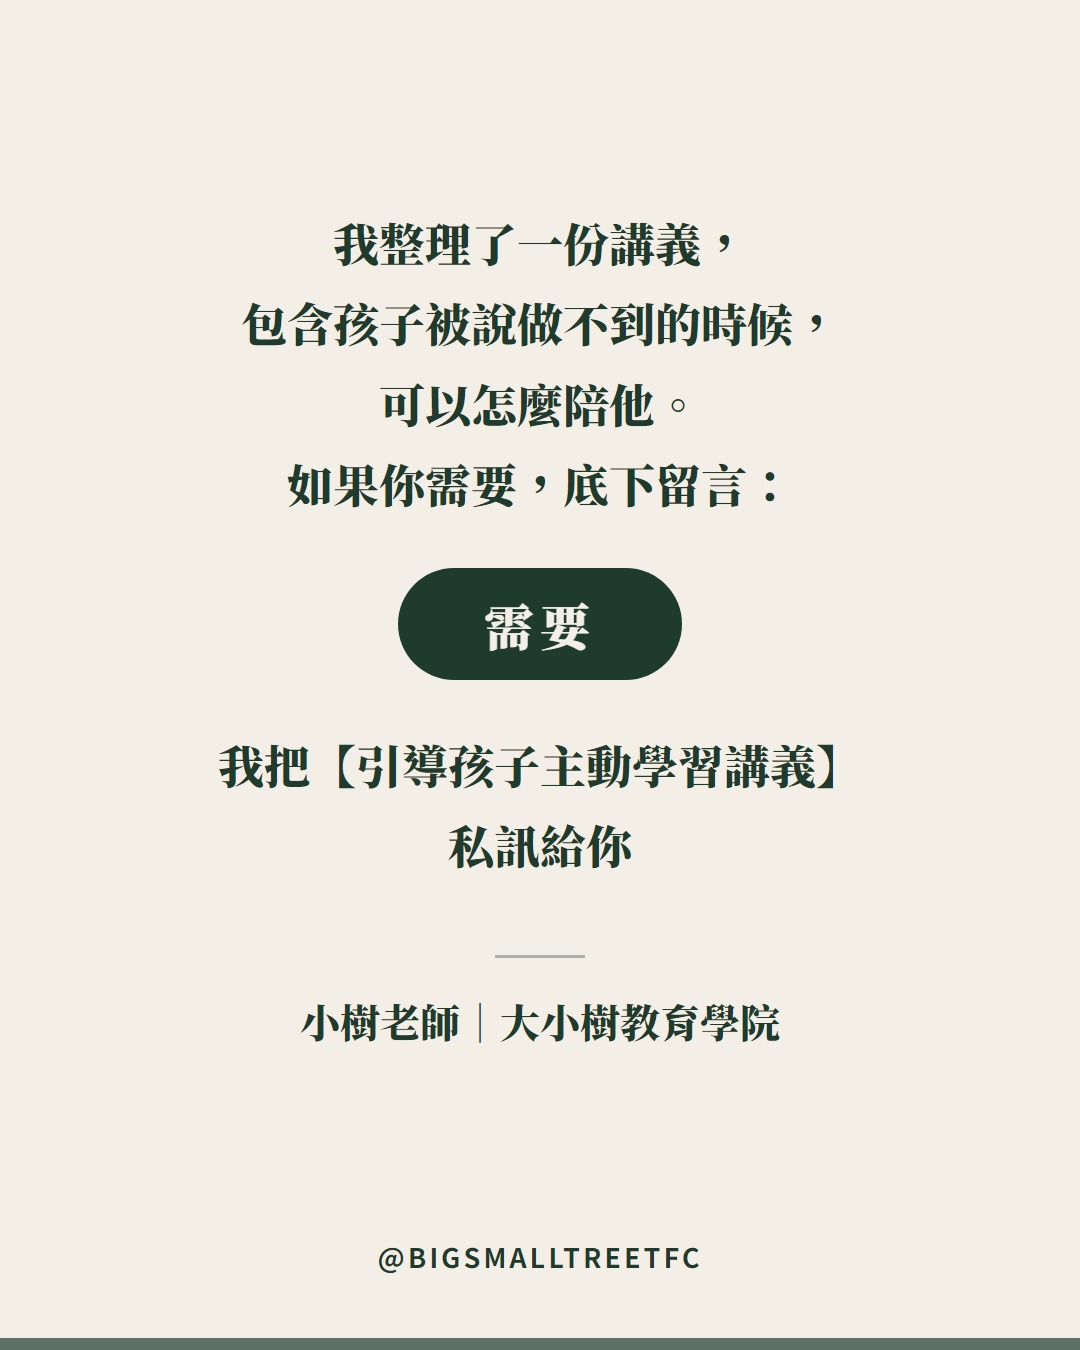 我整理了一份講義，
包含孩子被說做不到的時候，
可以怎麼陪他。
如果你需要，底下留言：
需要
我把【引導孩子主動學習講義】
私訊給你
小樹老師｜大小樹教育學院
@BIGSMALLTREETFC